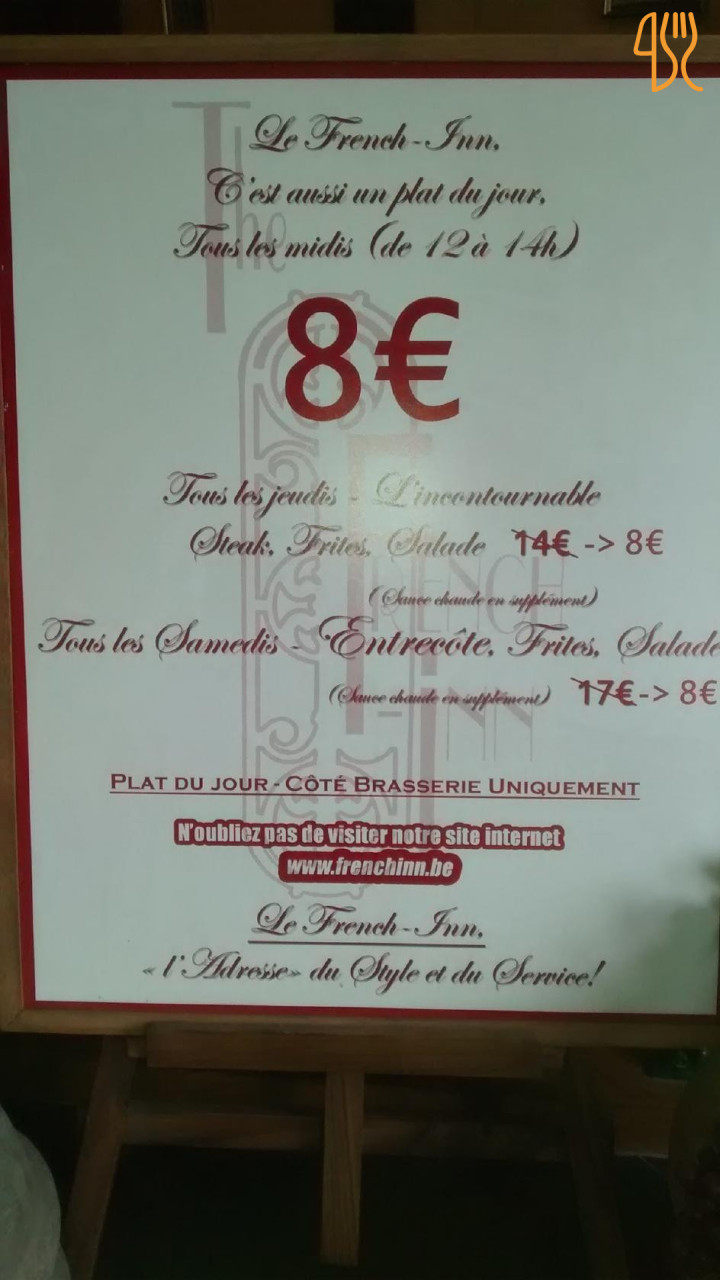 Le French-Inn,
C'est aussi un plat du jour,
Tous les midis (de 12 à 14h)
8€
Tous les jeudis - L'incontournable
Steak, Frites, Salade 14€ -> 8€
(Sauce chaude en supplément)
Tous les Samedis - Entrecôte, Frites, Salade
(Sauce chaude en supplément) 17€-> 8€
PLAT DU JOUR - CÔTÉ BRASSERIE UNIQUEMENT
N'oubliez pas de visiter notre site internet
www.frenchinn.be
Le French-Inn,
« l'Adresse» du Style et du Service!
The
FRENCH
INN